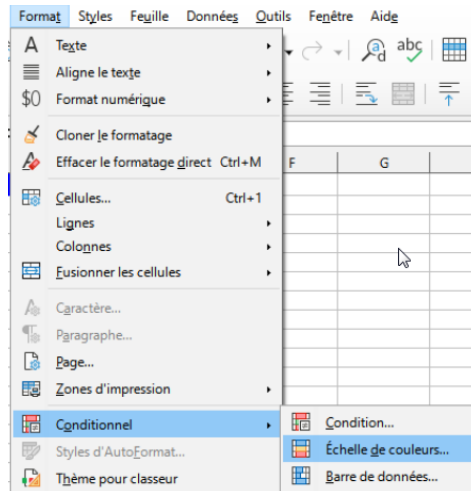 Format Styles Feuille Données Outils Fenêtre Aide
Texte
Aligne le texte
Format numérique
Cloner le formatage
Effacer le formatage direct Ctrl+M
F G
Cellules... Ctrl+1
Lignes
Colonnes
Fusionner les cellules
Caractère...
Paragraphe...
Page...
Zones d'impression
Conditionnel
Condition...
Styles d'AutoFormat...
Échelle de couleurs...
Thème pour classeur
Barre de données...